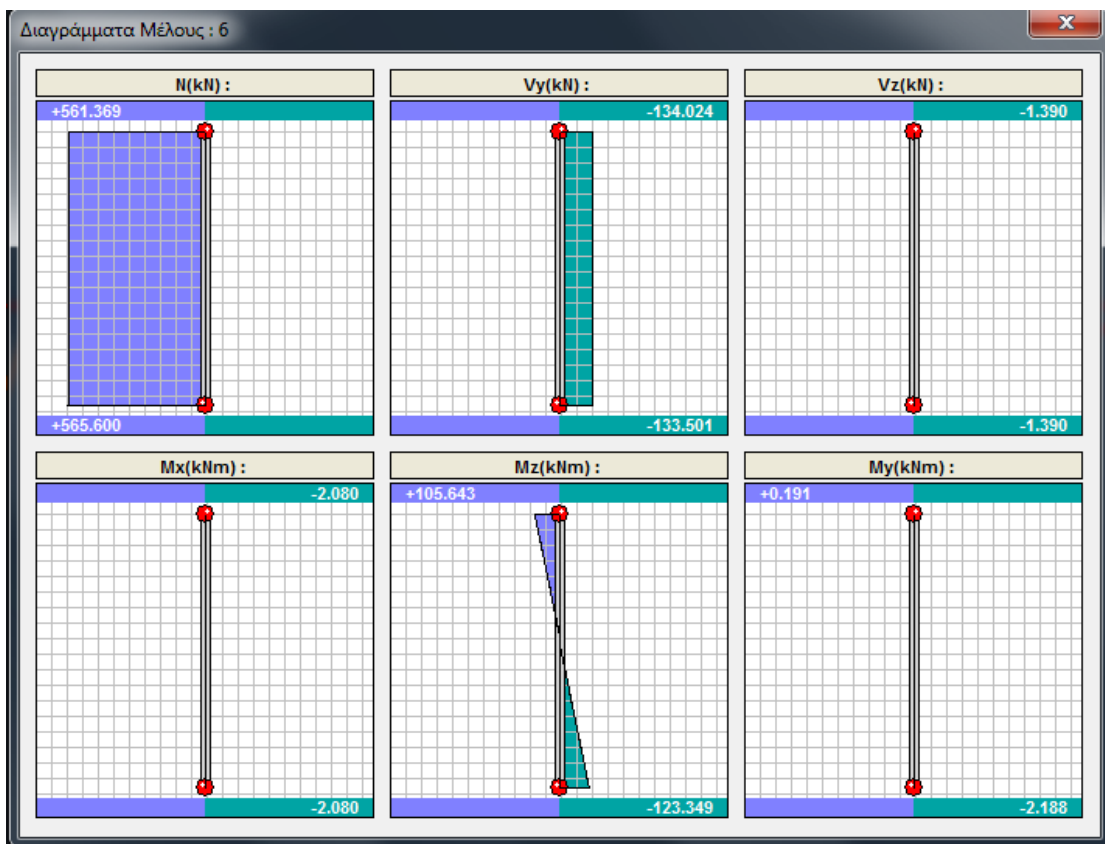 Διαγράμματα Μέλους : 6
N(kN) :
Vy(kN) :
Vz(kN) :
+561.369
-134.024
-1.390
+565.600
-133.501
-1.390
Mx(kNm) :
Mz(kNm) :
My(kNm) :
-2.080
+105.643
+0.191
-2.080
-123.349
-2.188